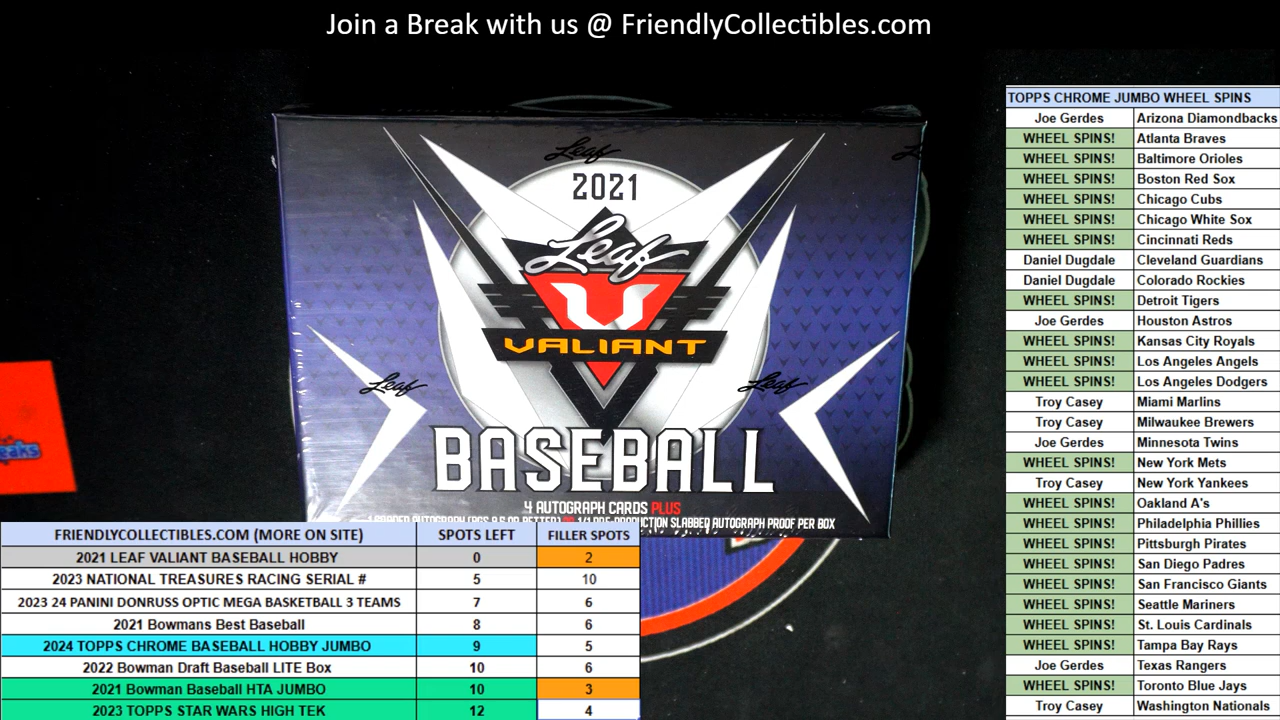 Join a Break with us @ FriendlyCollectibles.com
Leaf
2021
Leaf
VALIANT
Leaf
Leaf
BASEBALL
4 AUTOGRAPH CARDS PLUS
1/1 PRE-PRODUCTION SLABBED AUTOGRAPH PROOF PER BOX
eaks
FRIENDLYCOLLECTIBLES.COM (MORE ON SITE) SPOTS LEFT FILLER SPOTS
2021 LEAF VALIANT BASEBALL HOBBY 0 2
2023 NATIONAL TREASURES RACING SERIAL # 5 10
2023 24 PANINI DONRUSS OPTIC MEGA BASKETBALL 3 TEAMS 7 6
2021 Bowmans Best Baseball 8 6
2024 TOPPS CHROME BASEBALL HOBBY JUMBO 9 5
2022 Bowman Draft Baseball LITE Box 10 6
2021 Bowman Baseball HTA JUMBO 10 3
2023 TOPPS STAR WARS HIGH TEK 12 4
TOPPS CHROME JUMBO WHEEL SPINS
Joe Gerdes Arizona Diamondbacks
WHEEL SPINS! Atlanta Braves
WHEEL SPINS! Baltimore Orioles
WHEEL SPINS! Boston Red Sox
WHEEL SPINS! Chicago Cubs
WHEEL SPINS! Chicago White Sox
WHEEL SPINS! Cincinnati Reds
Daniel Dugdale Cleveland Guardians
Daniel Dugdale Colorado Rockies
WHEEL SPINS! Detroit Tigers
Joe Gerdes Houston Astros
WHEEL SPINS! Kansas City Royals
WHEEL SPINS! Los Angeles Angels
WHEEL SPINS! Los Angeles Dodgers
Troy Casey Miami Marlins
Troy Casey Milwaukee Brewers
Joe Gerdes Minnesota Twins
WHEEL SPINS! New York Mets
Troy Casey New York Yankees
WHEEL SPINS! Oakland A's
WHEEL SPINS! Philadelphia Phillies
WHEEL SPINS! Pittsburgh Pirates
WHEEL SPINS! San Diego Padres
WHEEL SPINS! San Francisco Giants
WHEEL SPINS! Seattle Mariners
WHEEL SPINS! St. Louis Cardinals
WHEEL SPINS! Tampa Bay Rays
Joe Gerdes Texas Rangers
WHEEL SPINS! Toronto Blue Jays
Troy Casey Washington Nationals